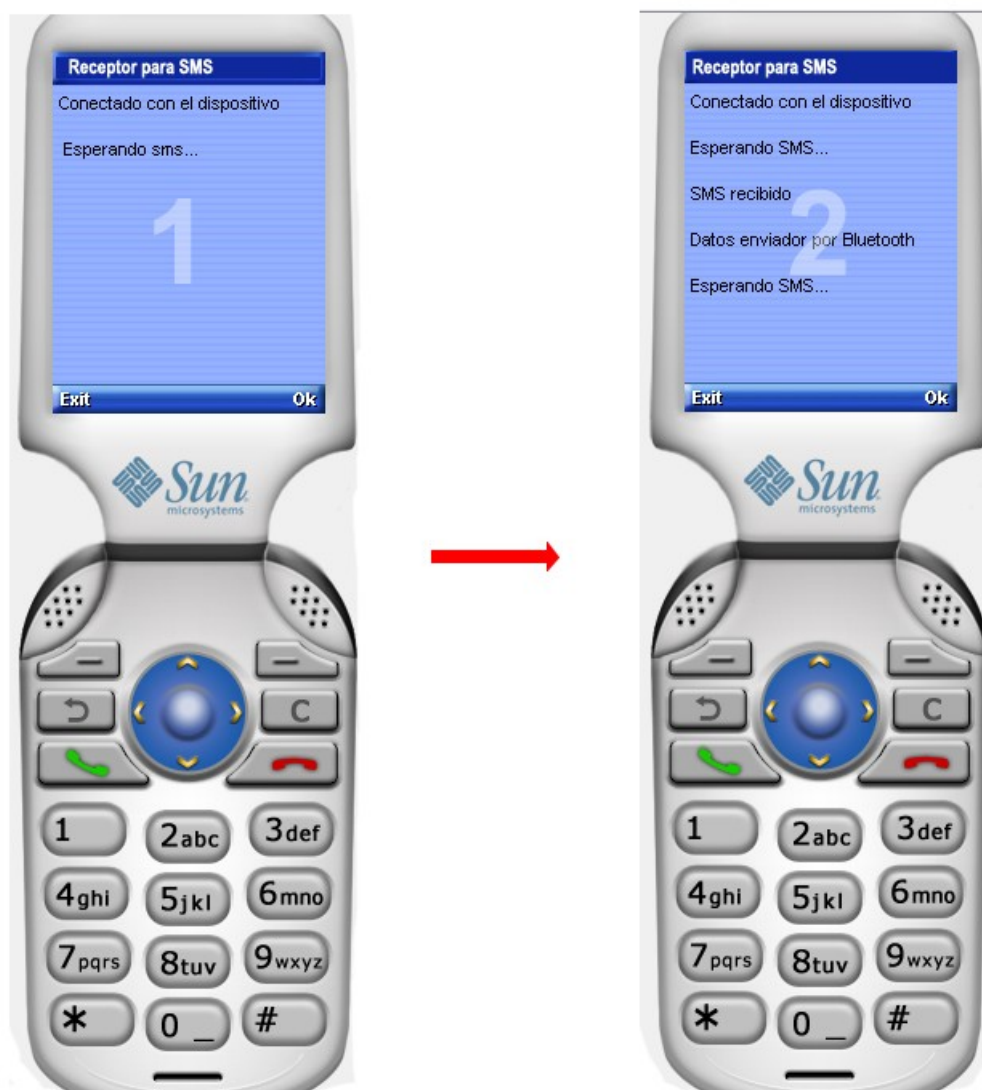 Receptor para SMS
Conectado con el dispositivo
Esperando sms...
1
Exit Ok
Sun
microsystems
C
1 2abc 3def
4ghi 5jkl 6mno
7pqrs 8tuv 9wxyz
* 0 _ #
Receptor para SMS
Conectado con el dispositivo
Esperando SMS...
SMS recibido
2
Datos enviador por Bluetooth
Esperando SMS...
Exit Ok
Sun
microsystems
C
1 2abc 3def
4ghi 5jkl 6mno
7pqrs 8tuv 9wxyz
* 0 _ #